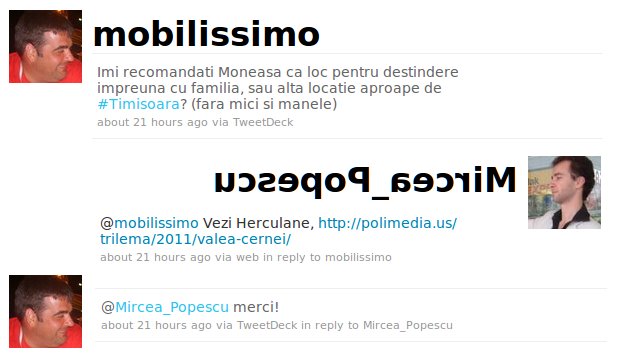 mobilissimo
Imi recomandati Moneasa ca loc pentru destindere
impreuna cu familia, sau alta locatie aproape de
#Timisoara? (fara mici si manele)
about 21 hours ago via TweetDeck
Mircea_Popescu
@mobilissimo Vezi Herculane, http://polimedia.us/
trilema/2011/valea-cernei/
about 21 hours ago via web in reply to mobilissimo
@Mircea_Popescu merci!
about 21 hours ago via TweetDeck in reply to Mircea_Popescu